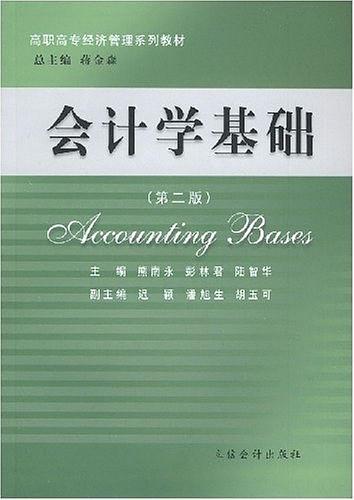 高职高专经济管理系列教材
总主编 蒋金森
会计学基础
(第二版)
Accounting Bases
主 编 熊南永 彭林君 陆智华
副主编 迟 颖 潘旭生 胡玉可
立信会计出版社